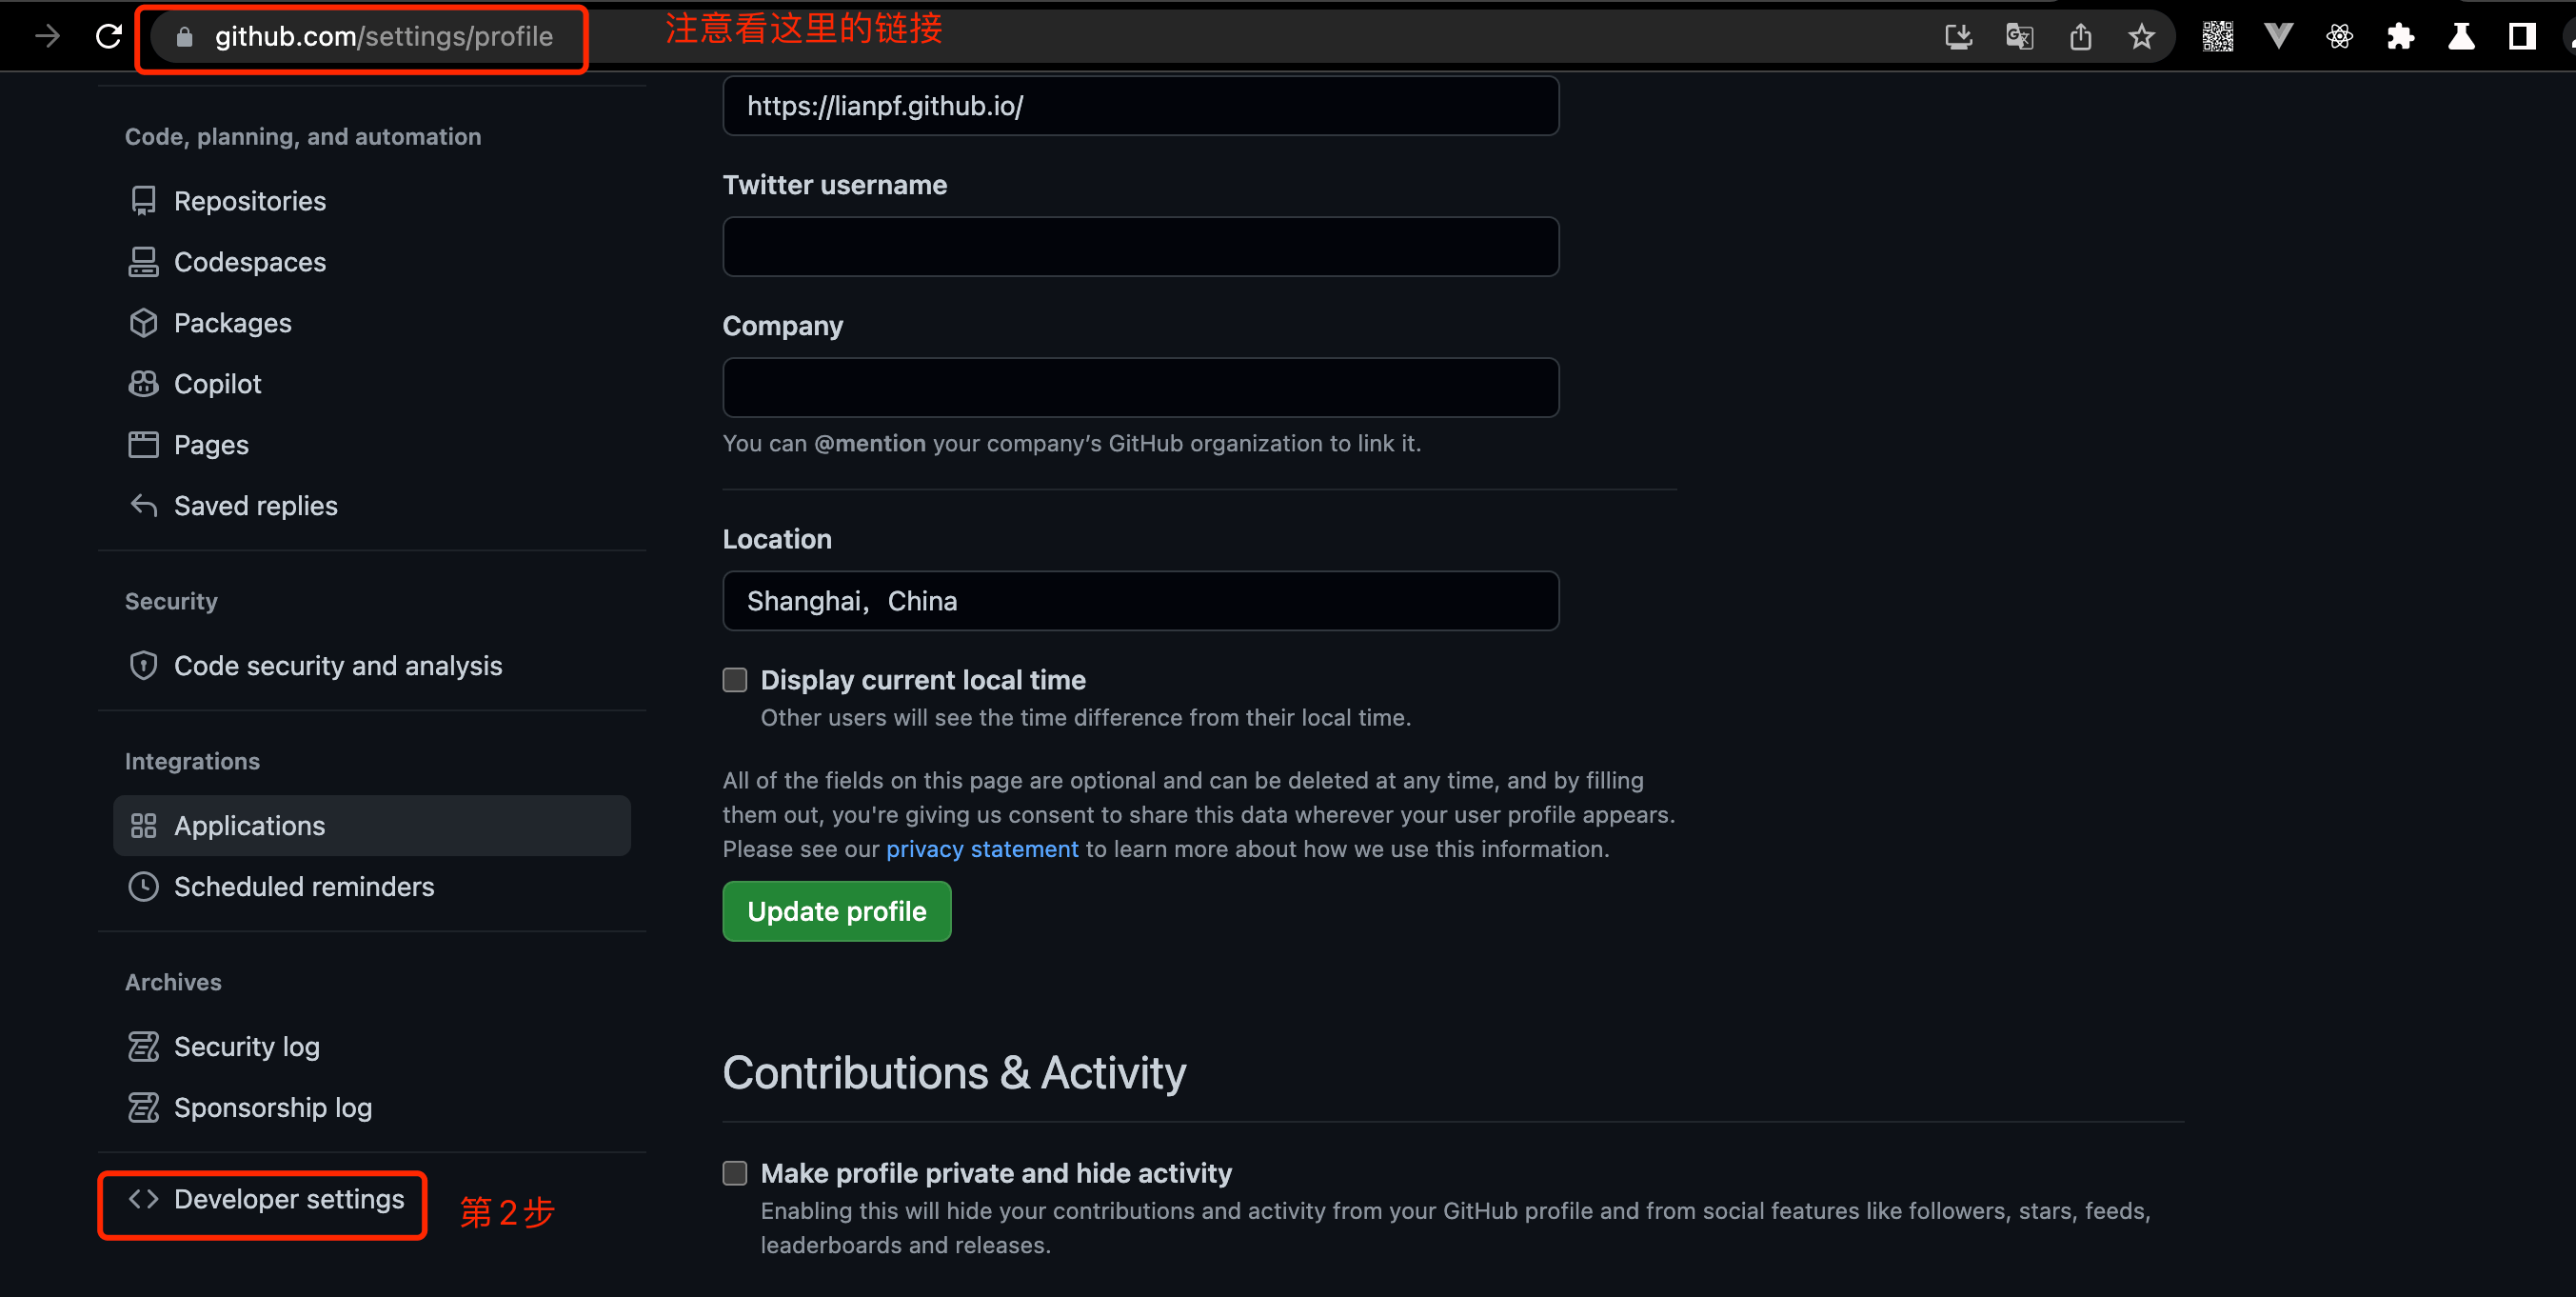 github.com/settings/profile
注意看这里的链接
Code, planning, and automation
Repositories
Codespaces
Packages
Copilot
Pages
Saved replies
Security
Code security and analysis
Integrations
Applications
Scheduled reminders
Archives
Security log
Sponsorship log
Developer settings
第2步
https://lianpf.github.io/
Twitter username
Company
You can @mention your company’s GitHub organization to link it.
Location
Shanghai，China
Display current local time
Other users will see the time difference from their local time.
All of the fields on this page are optional and can be deleted at any time, and by filling
them out, you're giving us consent to share this data wherever your user profile appears.
Please see our privacy statement to learn more about how we use this information.
Update profile
Contributions & Activity
Make profile private and hide activity
Enabling this will hide your contributions and activity from your GitHub profile and from social features like followers, stars, feeds,
leaderboards and releases.